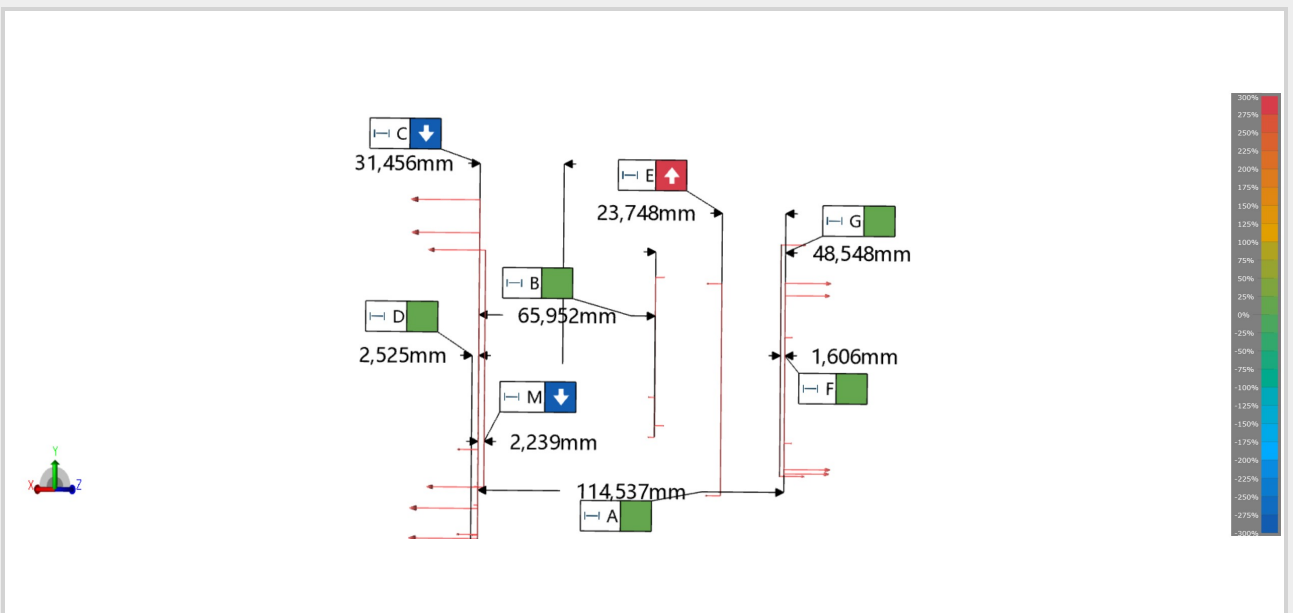 C
31,456mm
E
23,748mm
G
48,548mm
B
65,952mm
D
2,525mm
1,606mm
F
M
2,239mm
114,537mm
A
Y
X
Z
300%
275%
250%
225%
200%
175%
150%
125%
100%
75%
50%
25%
0%
-25%
-50%
-75%
-100%
-125%
-150%
-175%
-200%
-225%
-250%
-275%
-300%